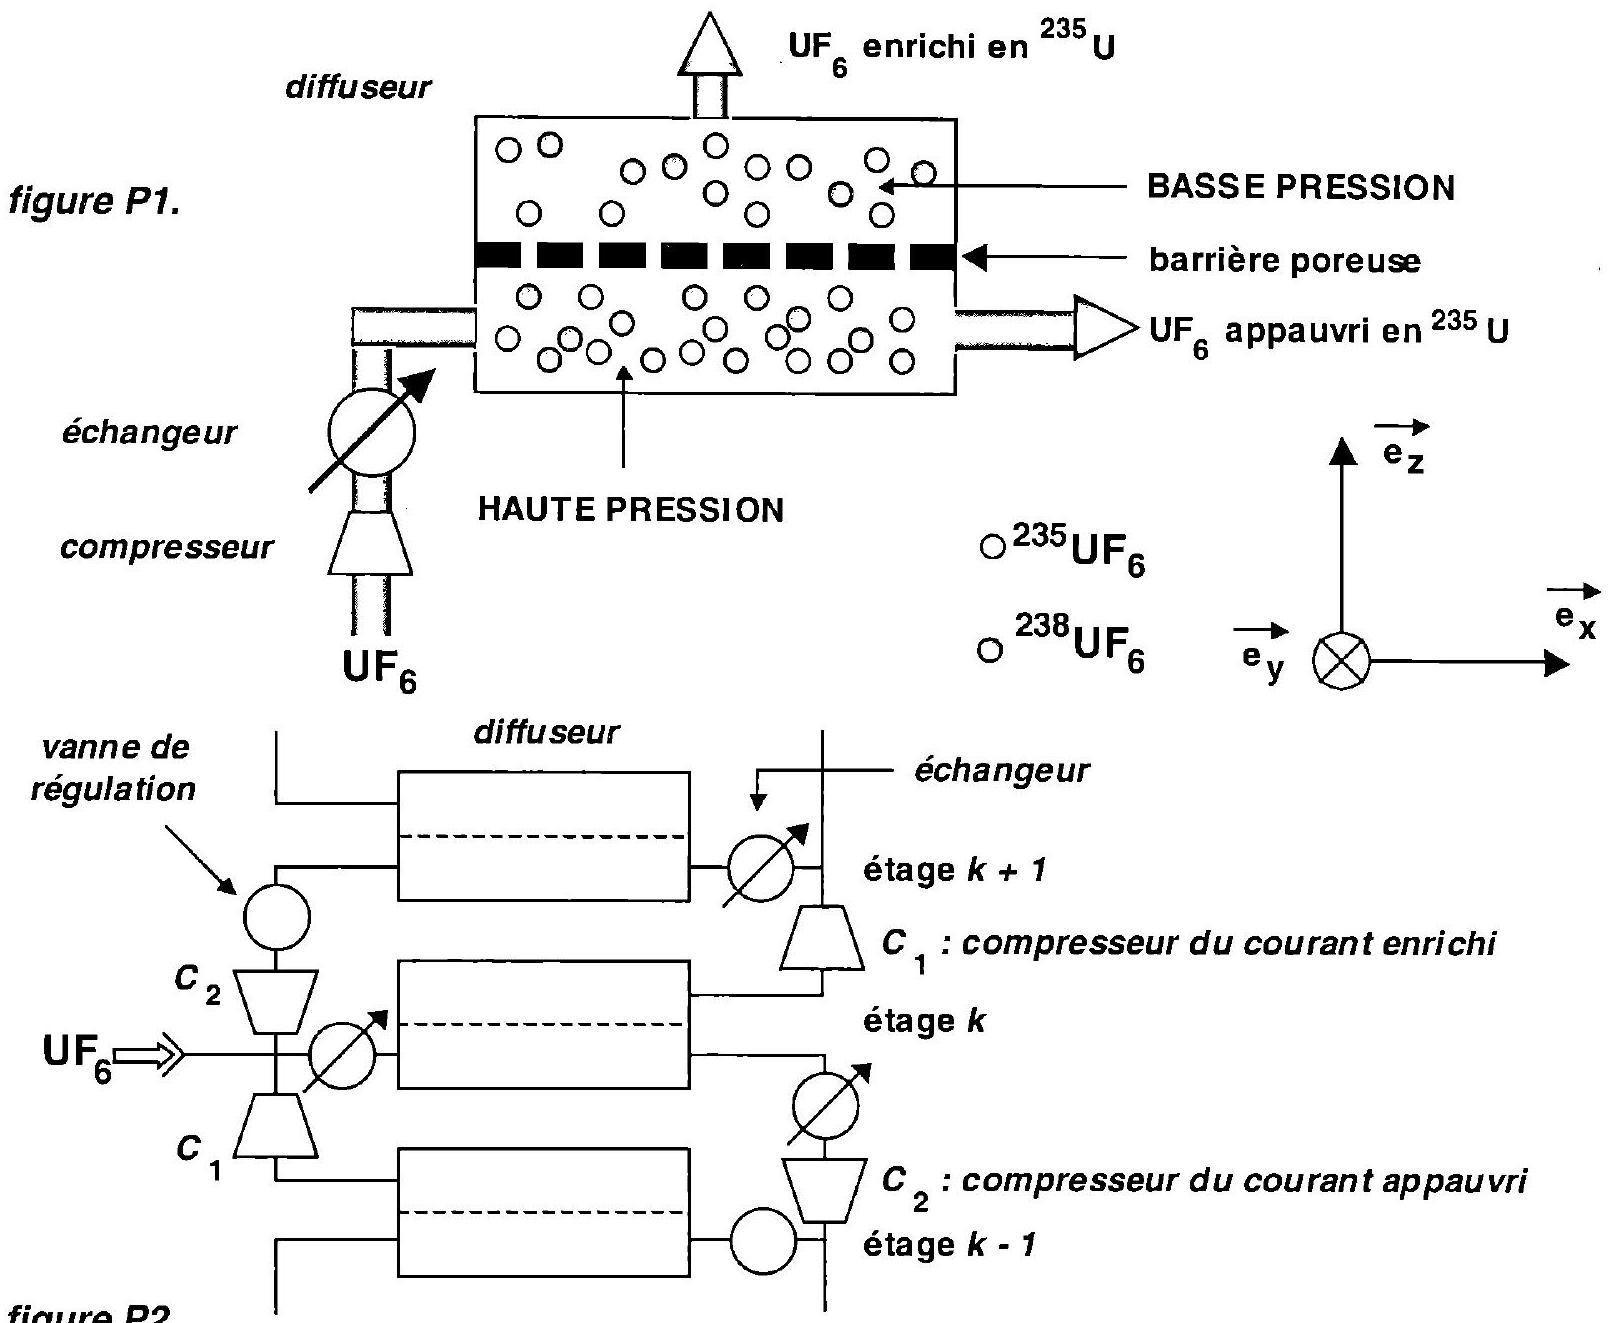 UF6 enrichi en 235U
diffuseur
figure P1.
BASSE PRESSION
barrière poreuse
UF6 appauvri en 235U
échangeur
HAUTE PRESSION
compresseur
UF6
235UF6
238UF6
ez
ex
ey
vanne de
régulation
diffuseur
échangeur
étage k + 1
C1 : compresseur du courant enrichi
C2
étage k
UF6
C1
C2 : compresseur du courant appauvri
étage k - 1
figure P2